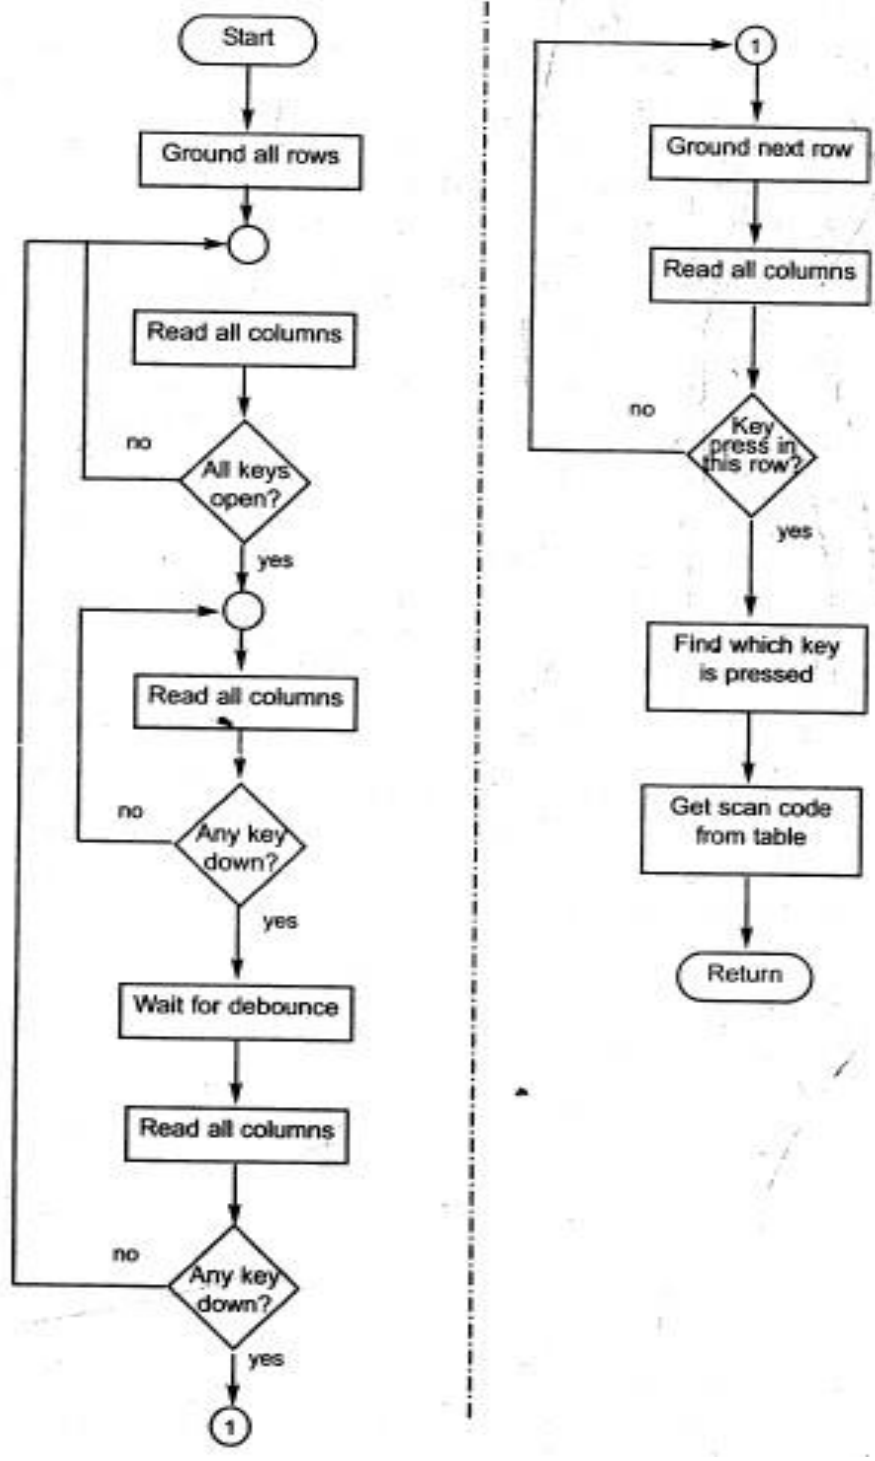 Start
Ground all rows
Read all columns
no
All keys
open?
yes
Read all columns
no
Any key
down?
yes
Wait for debounce
Read all columns
no
Any key
down?
yes
1
1
Ground next row
Read all columns
no
Key
press in
this row?
yes
Find which key
is pressed
Get scan code
from table
Return